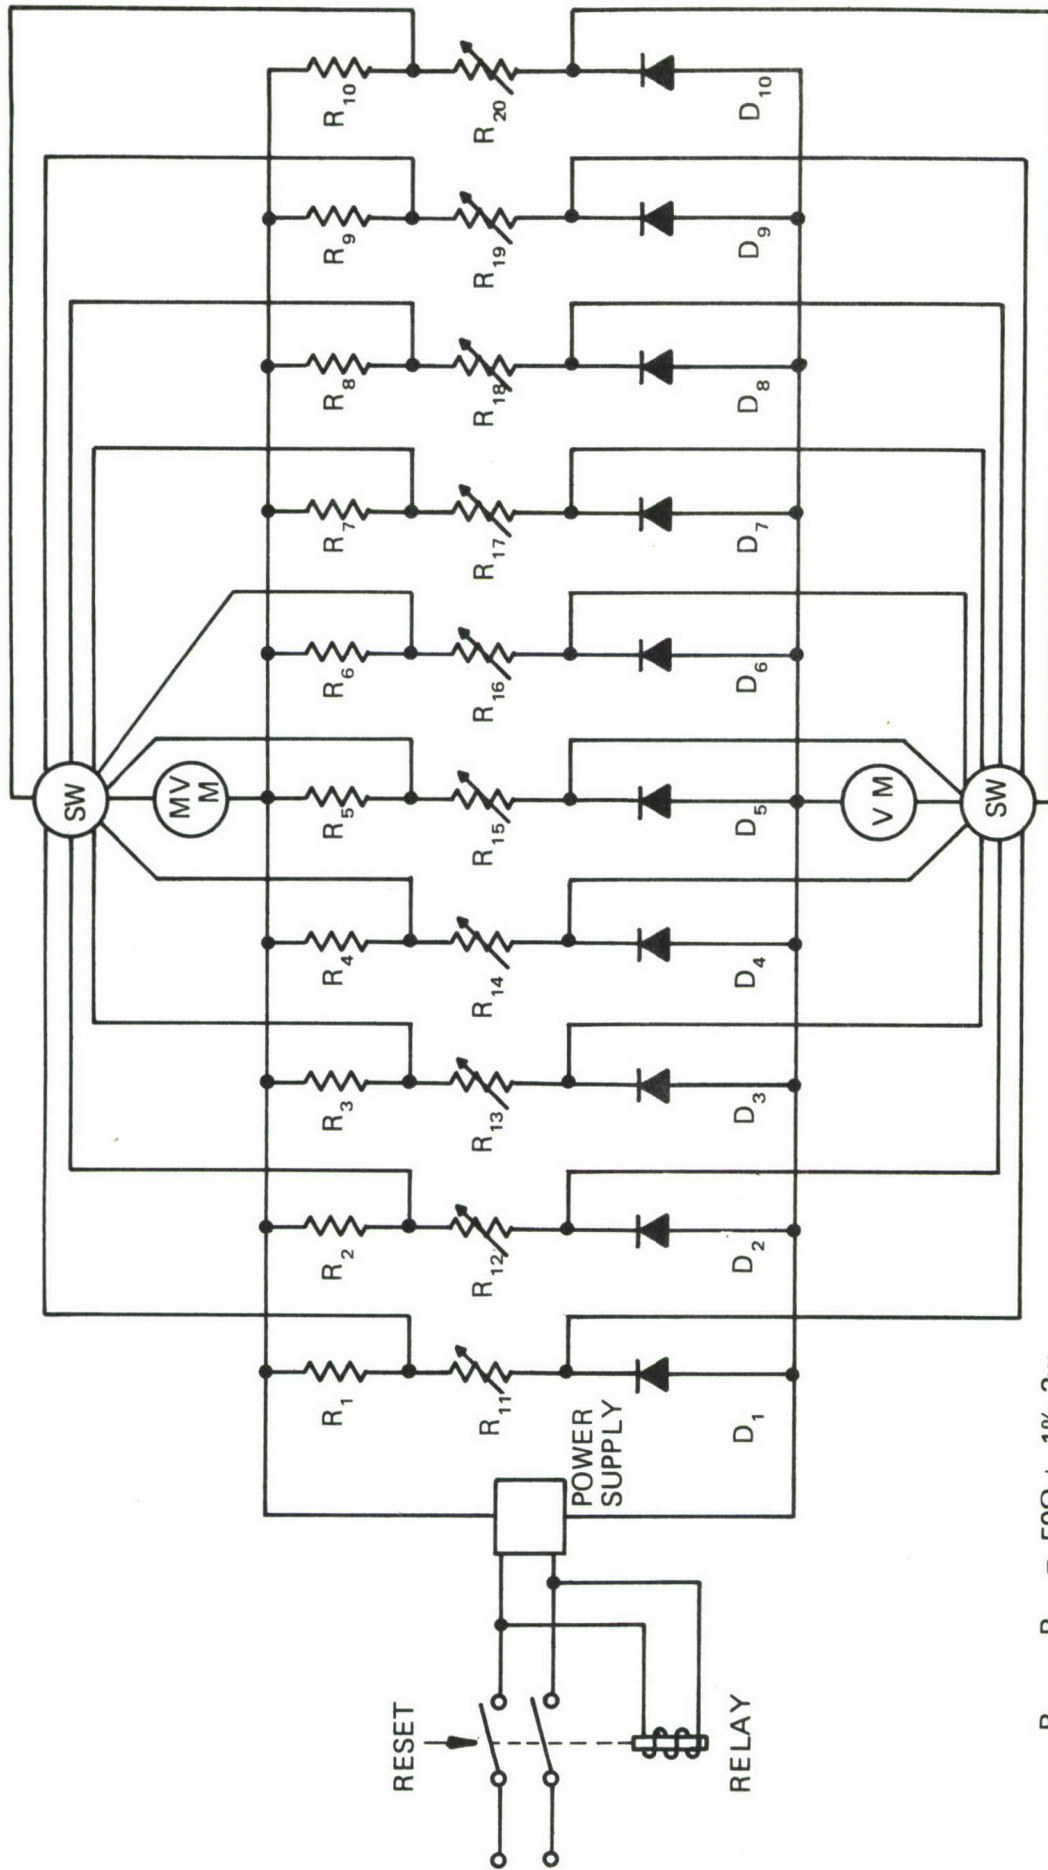 SW
MV
M
R1 R2 R3 R4 R5 R6 R7 R8 R9 R10
RESET
R11 R12 R13 R14 R15 R16 R17 R18 R19 R20
POWER
SUPPLY
RELAY
D1 D2 D3 D4 D5 D6 D7 D8 D9 D10
V M
SW